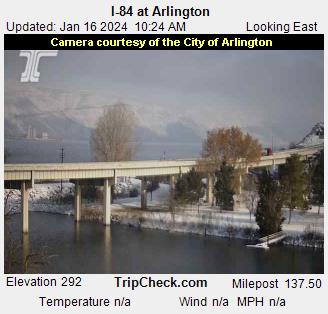 I-84 at Arlington
Updated: Jan 16 2024 10:24 AM Looking East
Camera courtesy of the City of Arlington
Elevation 292 TripCheck.com Milepost 137.50
Temperature n/a Wind n/a MPH n/a